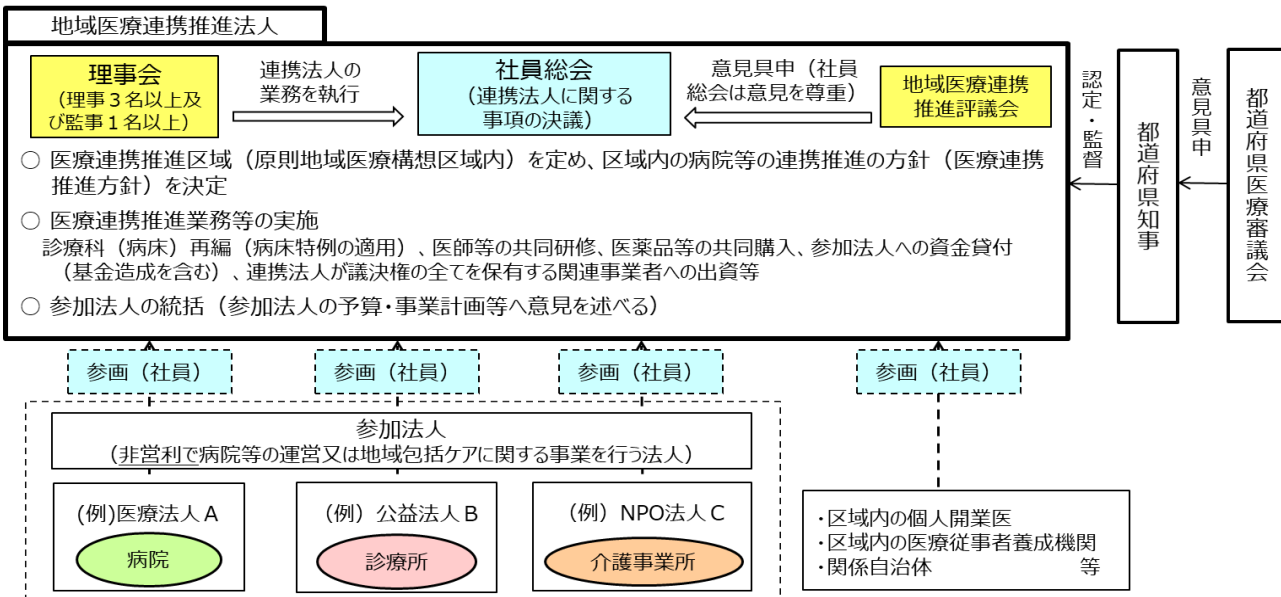 地域医療連携推進法人
理事会
(理事3名以上及
び監事1名以上)
連携法人の
業務を執行
社員総会
(連携法人に関する
事項の決議)
意見具申(社員
総会は意見を尊重)
地域医療連携
推進評議会
認定・監督
都道府県知事
意見具申
都道府県医療審議会
○ 医療連携推進区域(原則地域医療構想区域内)を定め、区域内の病院等の連携推進の方針(医療連携
推進方針)を決定
○ 医療連携推進業務等の実施
診療科(病床)再編(病床特例の適用)、医師等の共同研修、医薬品等の共同購入、参加法人への資金貸付
(基金造成を含む)、連携法人が議決権の全てを保有する関連事業者への出資等
○ 参加法人の統括(参加法人の予算・事業計画等へ意見を述べる)
参画(社員)
参画(社員)
参画(社員)
参画(社員)
参加法人
(非営利で病院等の運営又は地域包括ケアに関する事業を行う法人)
(例)医療法人A
病院
(例) 公益法人B
診療所
(例) NPO法人C
介護事業所
・区域内の個人開業医
・区域内の医療従事者養成機関
・関係自治体 等